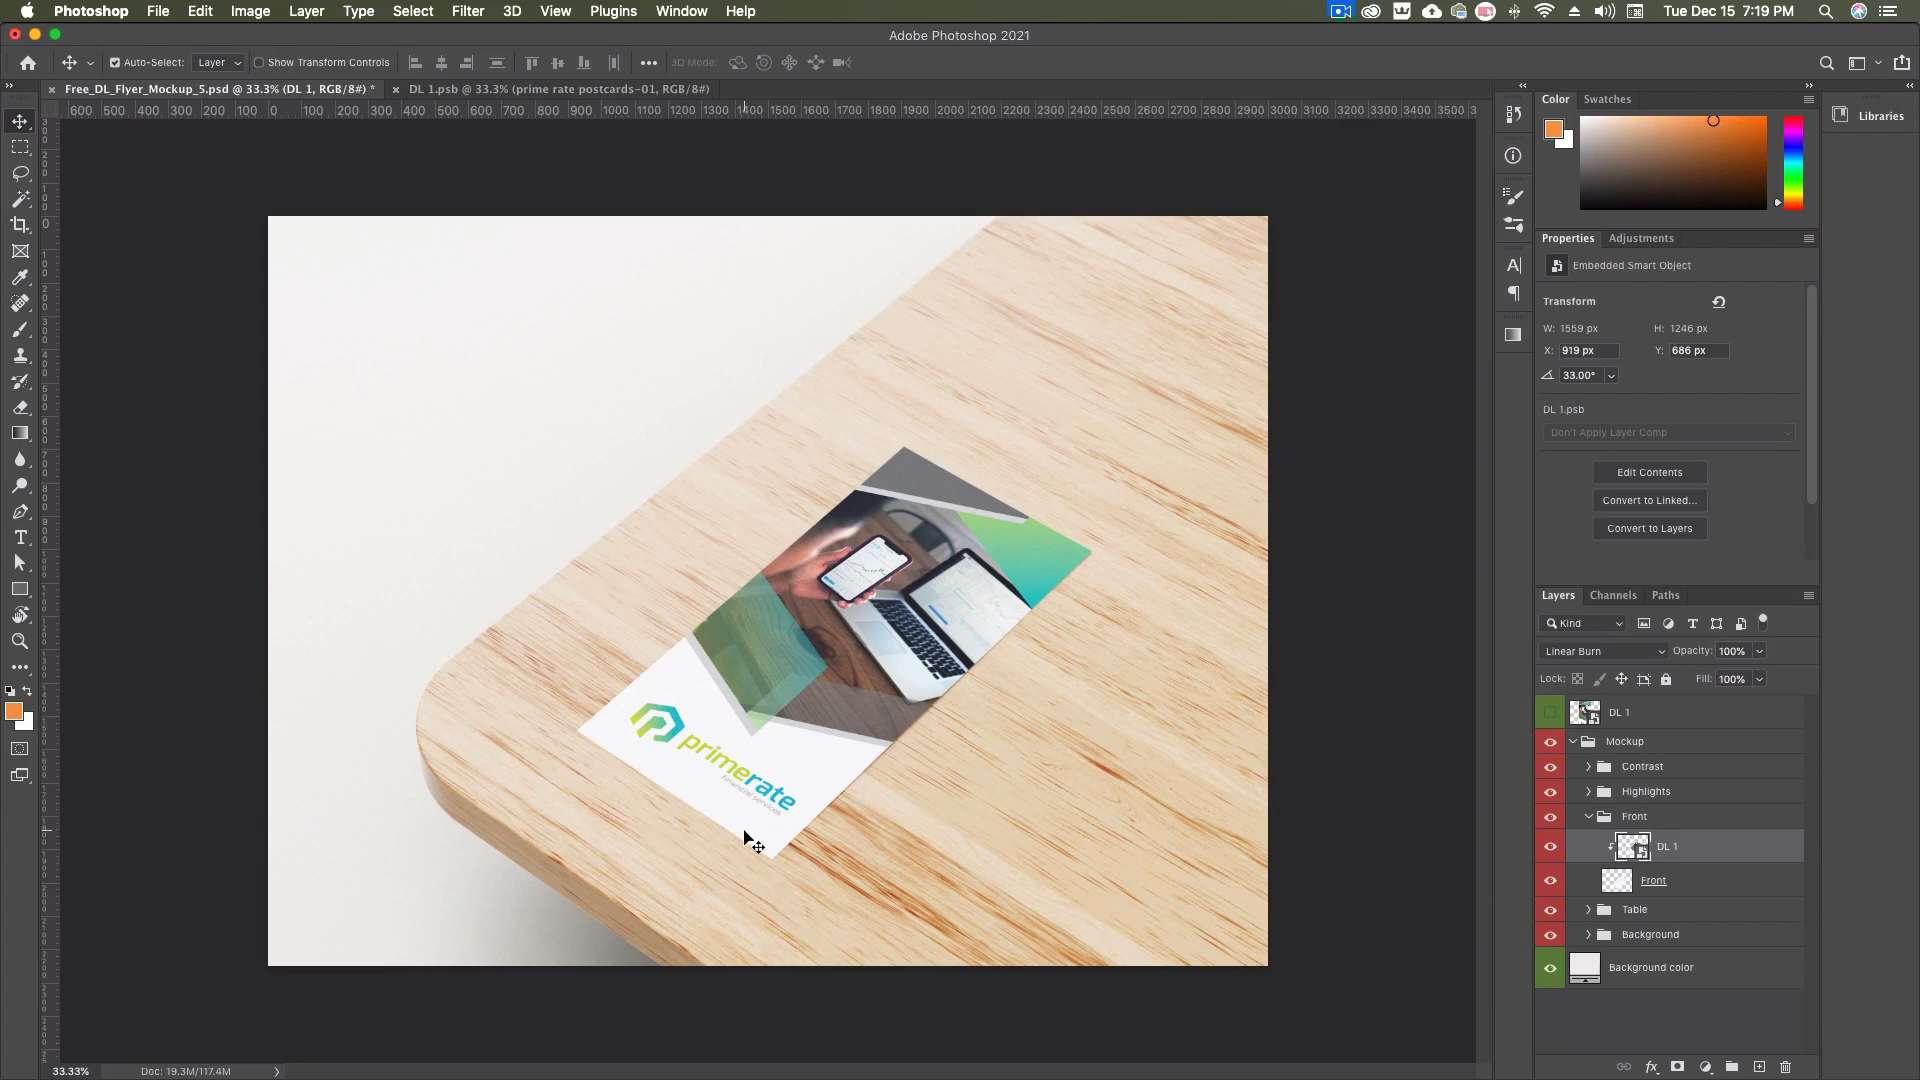 Photoshop File Edit Image Layer Type Select Filter 3D View Plugins Window Help Tue Dec 15 7:19 PM
Adobe Photoshop 2021
Auto-Select: Layer Show Transform Controls 3D Mode:
Free_DL_Flyer_Mockup_5.psd @ 33.3% (DL 1, RGB/8#) * DL 1.psb @ 33.3% (prime rate postcards-01, RGB/8#)
600 500 400 300 200 100 0 100 200 300 400 500 600 700 800 900 1000 1100 1200 1300 1400 1500 1600 1700 1800 1900 2000 2100 2200 2300 2400 2500 2600 2700 2800 2900 3000 3100 3200 3300 3400 3500
Color Swatches
Libraries
Properties Adjustments
Embedded Smart Object
Transform
W: 1559 px H: 1246 px
X: 919 px Y: 686 px
33.00°
DL 1.psb
Don't Apply Layer Comp
Edit Contents
Convert to Linked...
Convert to Layers
primerate
financial services
Layers Channels Paths
Kind
Linear Burn Opacity: 100%
Lock: Fill: 100%
DL 1
Mockup
Contrast
Highlights
Front
DL 1
Front
Table
Background
Background color
33.33% Doc: 19.3M/117.4M